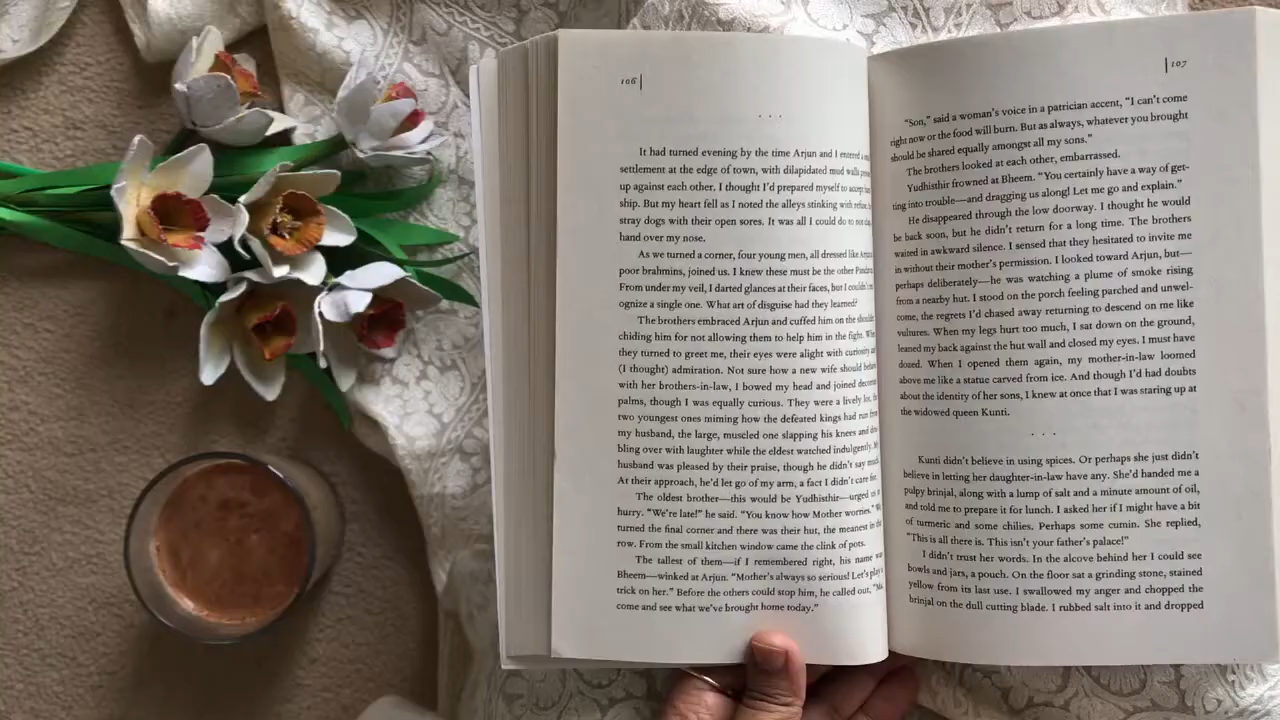 106
. . .
It had turned evening by the time Arjun and I entered a
settlement at the edge of town, with dilapidated mud walls
up against each other. I thought I'd prepared myself to accept
ship. But my heart fell as I noted the alleys stinking with refuse,
stray dogs with their open sores. It was all I could do to not
hand over my nose.
As we turned a corner, four young men, all dressed like
poor brahmins, joined us. I knew these must be the other
From under my veil, I darted glances at their faces, but I
ognize a single one. What art of disguise had they learned?
The brothers embraced Arjun and cuffed him on the
chiding him for not allowing them to help him in the fight.
they turned to greet me, their eyes were alight with curiosity
(I thought) admiration. Not sure how a new wife should
with her brothers-in-law, I bowed my head and joined
palms, though I was equally curious. They were a lively lot,
two youngest ones miming how the defeated kings had run
my husband, the large, muscled one slapping his knees and
bling over with laughter while the eldest watched indulgently.
husband was pleased by their praise, though he didn't say
At their approach, he'd let go of my arm, a fact I didn't care
The oldest brother—this would be Yudhisthir—urged us
hurry. "We're late!" he said. "You know how Mother worries."
turned the final corner and there was their hut, the meanest in
row. From the small kitchen window came the clink of pots.
The tallest of them—if I remembered right, his name was
Bheem—winked at Arjun. "Mother's always so serious! Let's play
trick on her." Before the others could stop him, he called out,
come and see what we've brought home today."
107
"Son," said a woman's voice in a patrician accent, "I can't come
right now or the food will burn. But as always, whatever you brought
should be shared equally amongst all my sons."
The brothers looked at each other, embarrassed.
Yudhisthir frowned at Bheem. "You certainly have a way of get-
ting into trouble—and dragging us along! Let me go and explain."
He disappeared through the low doorway. I thought he would
be back soon, but he didn't return for a long time. The brothers
waited in awkward silence. I sensed that they hesitated to invite me
in without their mother's permission. I looked toward Arjun, but—
perhaps deliberately—he was watching a plume of smoke rising
from a nearby hut. I stood on the porch feeling parched and unwel-
come, the regrets I'd chased away returning to descend on me like
vultures. When my legs hurt too much, I sat down on the ground,
leaned my back against the hut wall and closed my eyes. I must have
dozed. When I opened them again, my mother-in-law loomed
above me like a statue carved from ice. And though I'd had doubts
about the identity of her sons, I knew at once that I was staring up at
the widowed queen Kunti.
. . .
Kunti didn't believe in using spices. Or perhaps she just didn't
believe in letting her daughter-in-law have any. She'd handed me a
pulpy brinjal, along with a lump of salt and a minute amount of oil,
and told me to prepare it for lunch. I asked her if I might have a bit
of turmeric and some chilies. Perhaps some cumin. She replied,
"This is all there is. This isn't your father's palace!"
I didn't trust her words. In the alcove behind her I could see
bowls and jars, a pouch. On the floor sat a grinding stone, stained
yellow from its last use. I swallowed my anger and chopped the
brinjal on the dull cutting blade. I rubbed salt into it and dropped